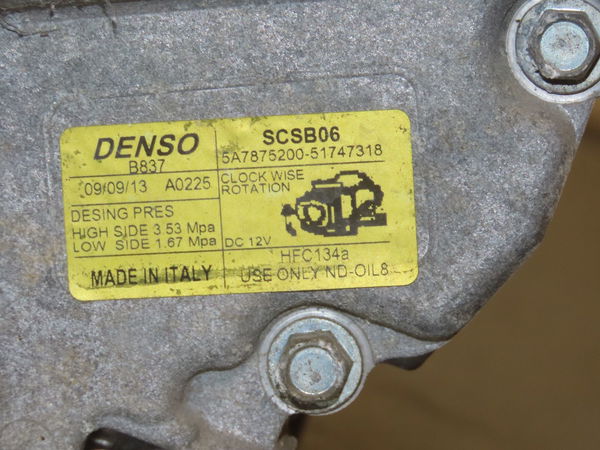 DENSO
B837
09/09/13 A0225
DESING PRES
HIGH SIDE 3.53 Mpa
LOW SIDE 1.67 Mpa
MADE IN ITALY
SCSB06
5A7875200-51747318
CLOCK WISE
ROTATION
DC 12V
HFC134a
USE ONLY ND-OIL8